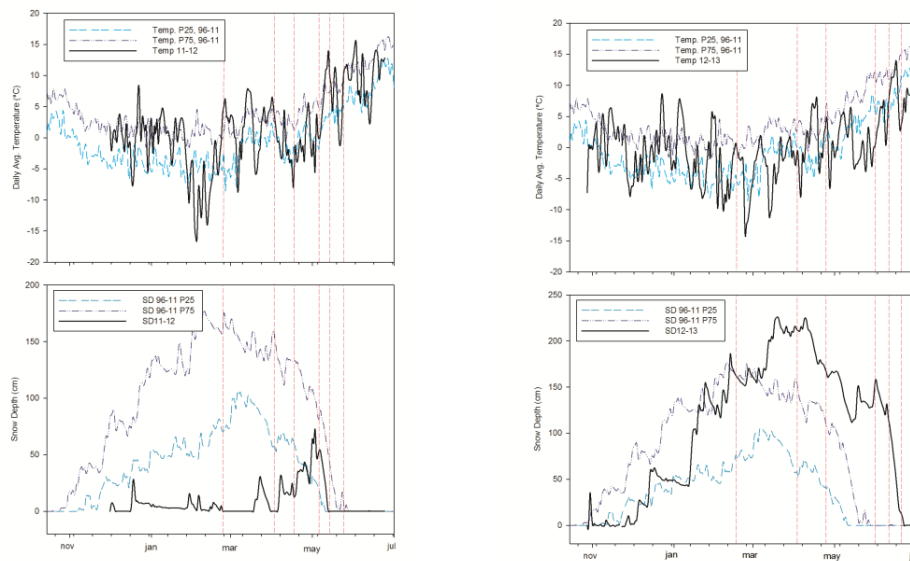 Temp. P25, 96-11
Temp. P75, 96-11
Temp 11-12
Daily Avg. Temperature (°C)
20
15
10
5
0
-5
-10
-15
-20
SD 96-11 P25
SD 96-11 P75
SD11-12
Snow Depth (cm)
200
150
100
50
0
nov
jan
mar
may
jul
Temp. P25, 96-11
Temp. P75, 96-11
Temp 12-13
Daily Avg. Temperature (°C)
20
15
10
5
0
-5
-10
-15
-20
SD 96-11 P25
SD 96-11 P75
SD12-13
Snow Depth (cm)
250
200
150
100
50
0
nov
jan
mar
may